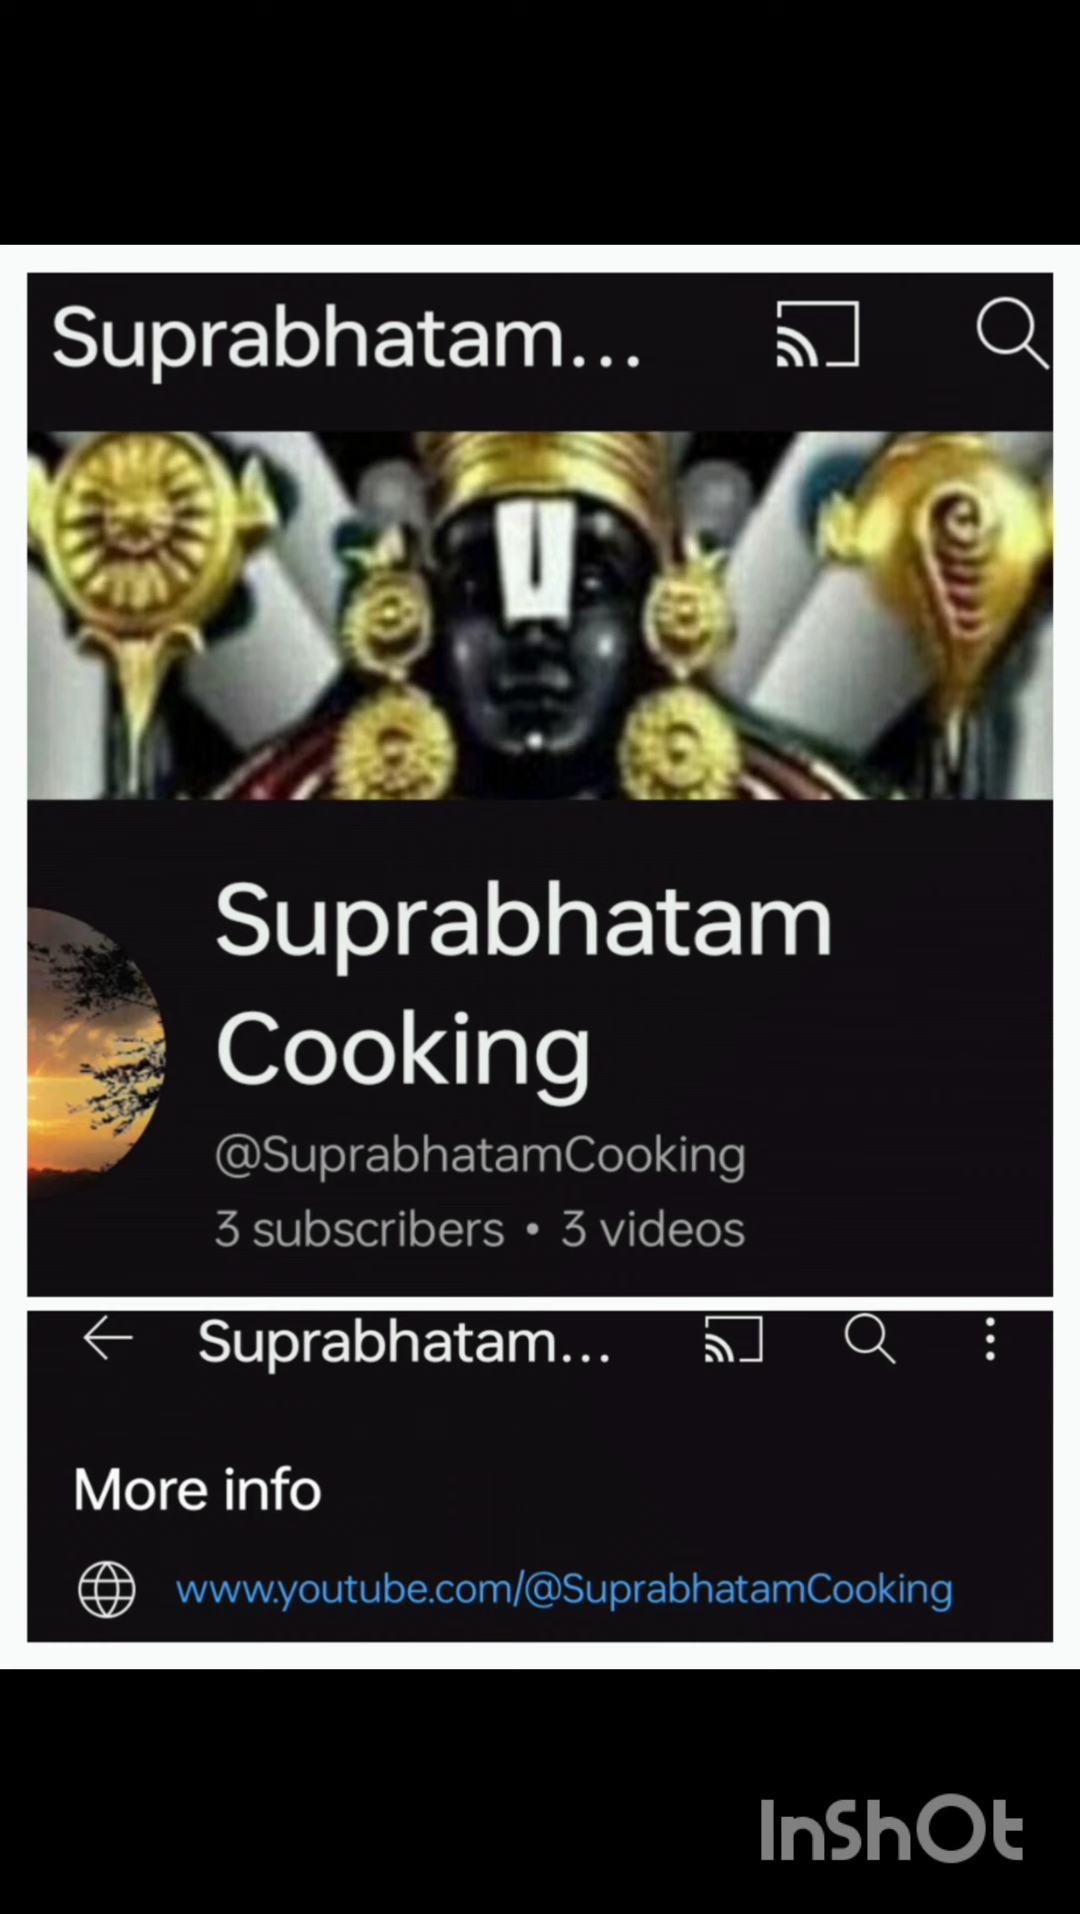 Suprabhatam...
Suprabhatam
Cooking
@SuprabhatamCooking
3 subscribers • 3 videos
Suprabhatam...
More info
www.youtube.com/@SuprabhatamCooking
InShOt